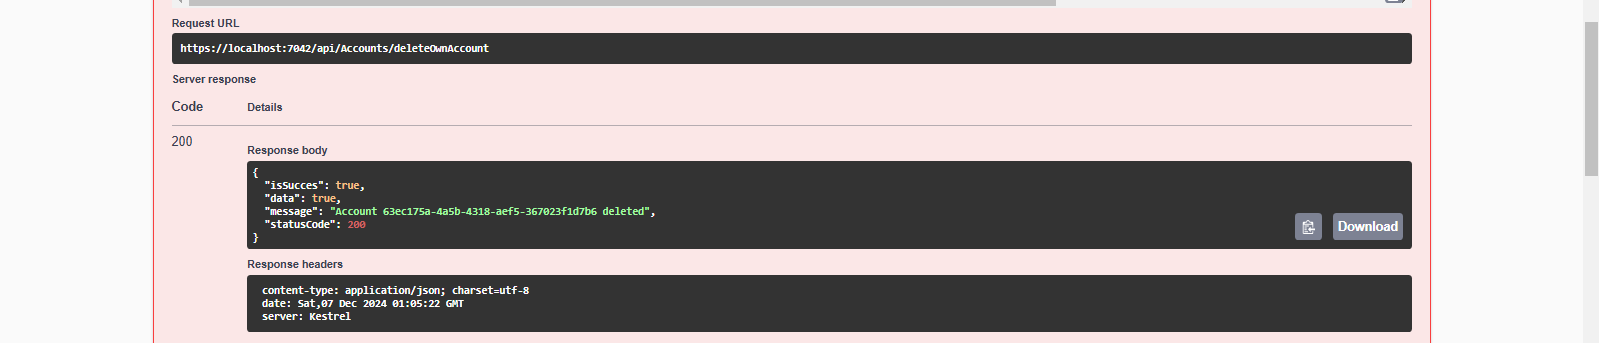 Request URL
https://localhost:7042/api/Accounts/deleteOwnAccount
Server response
Code Details
200
Response body
{
"isSucces": true,
"data": true,
"message": "Account 63ec175a-4a5b-4318-aef5-367023f1d7b6 deleted",
"statusCode": 200
}
Download
Response headers
content-type: application/json; charset=utf-8
date: Sat,07 Dec 2024 01:05:22 GMT
server: Kestrel